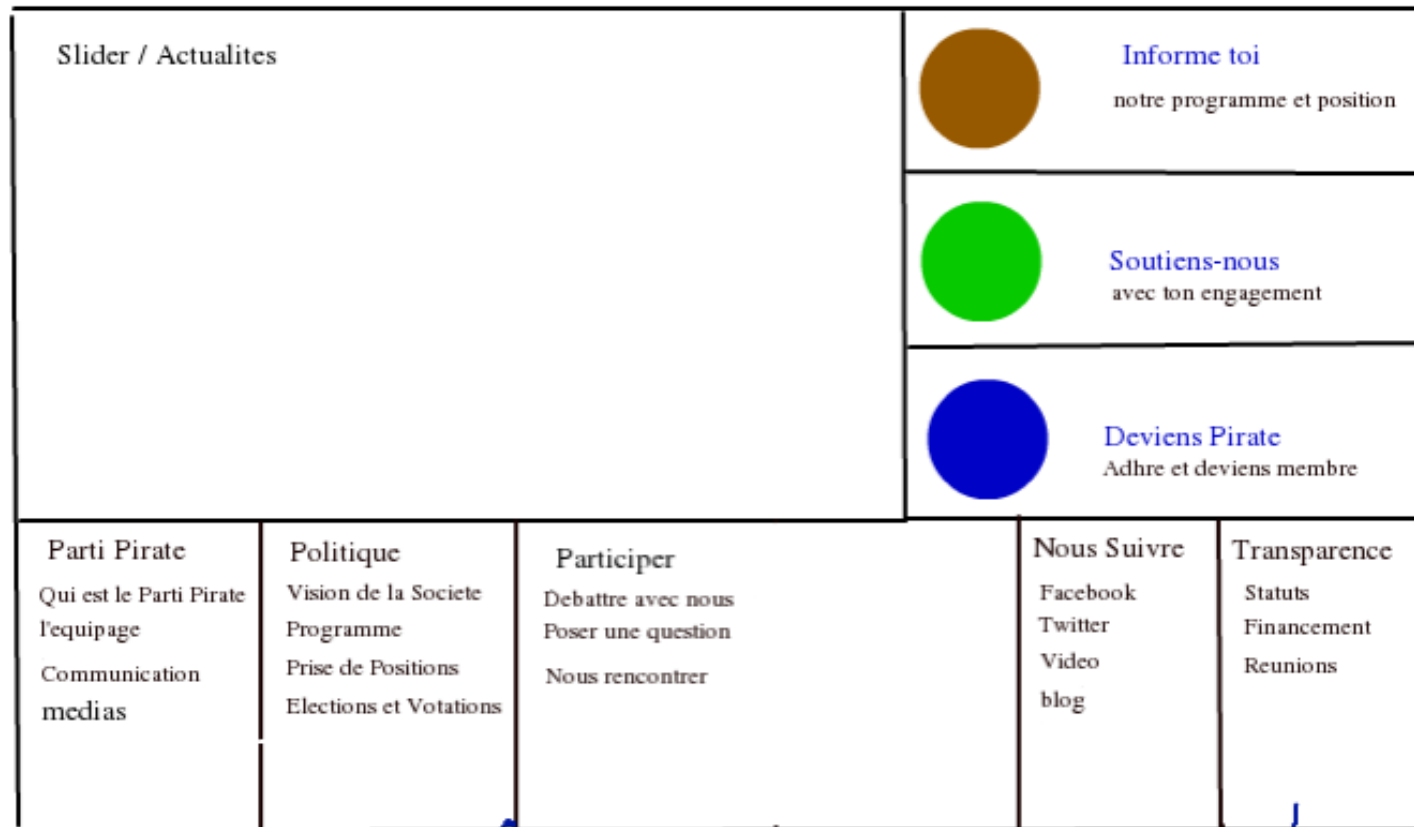 Slider / Actualites
Informe toi
notre programme et position
Soutiens-nous
avec ton engagement
Deviens Pirate
Adhre et deviens membre
Parti Pirate
Qui est le Parti Pirate
l'equipage
Communication
medias
Politique
Vision de la Societe
Programme
Prise de Positions
Elections et Votations
Participer
Debattre avec nous
Poser une question
Nous rencontrer
Nous Suivre
Facebook
Twitter
Video
blog
Transparence
Statuts
Financement
Reunions